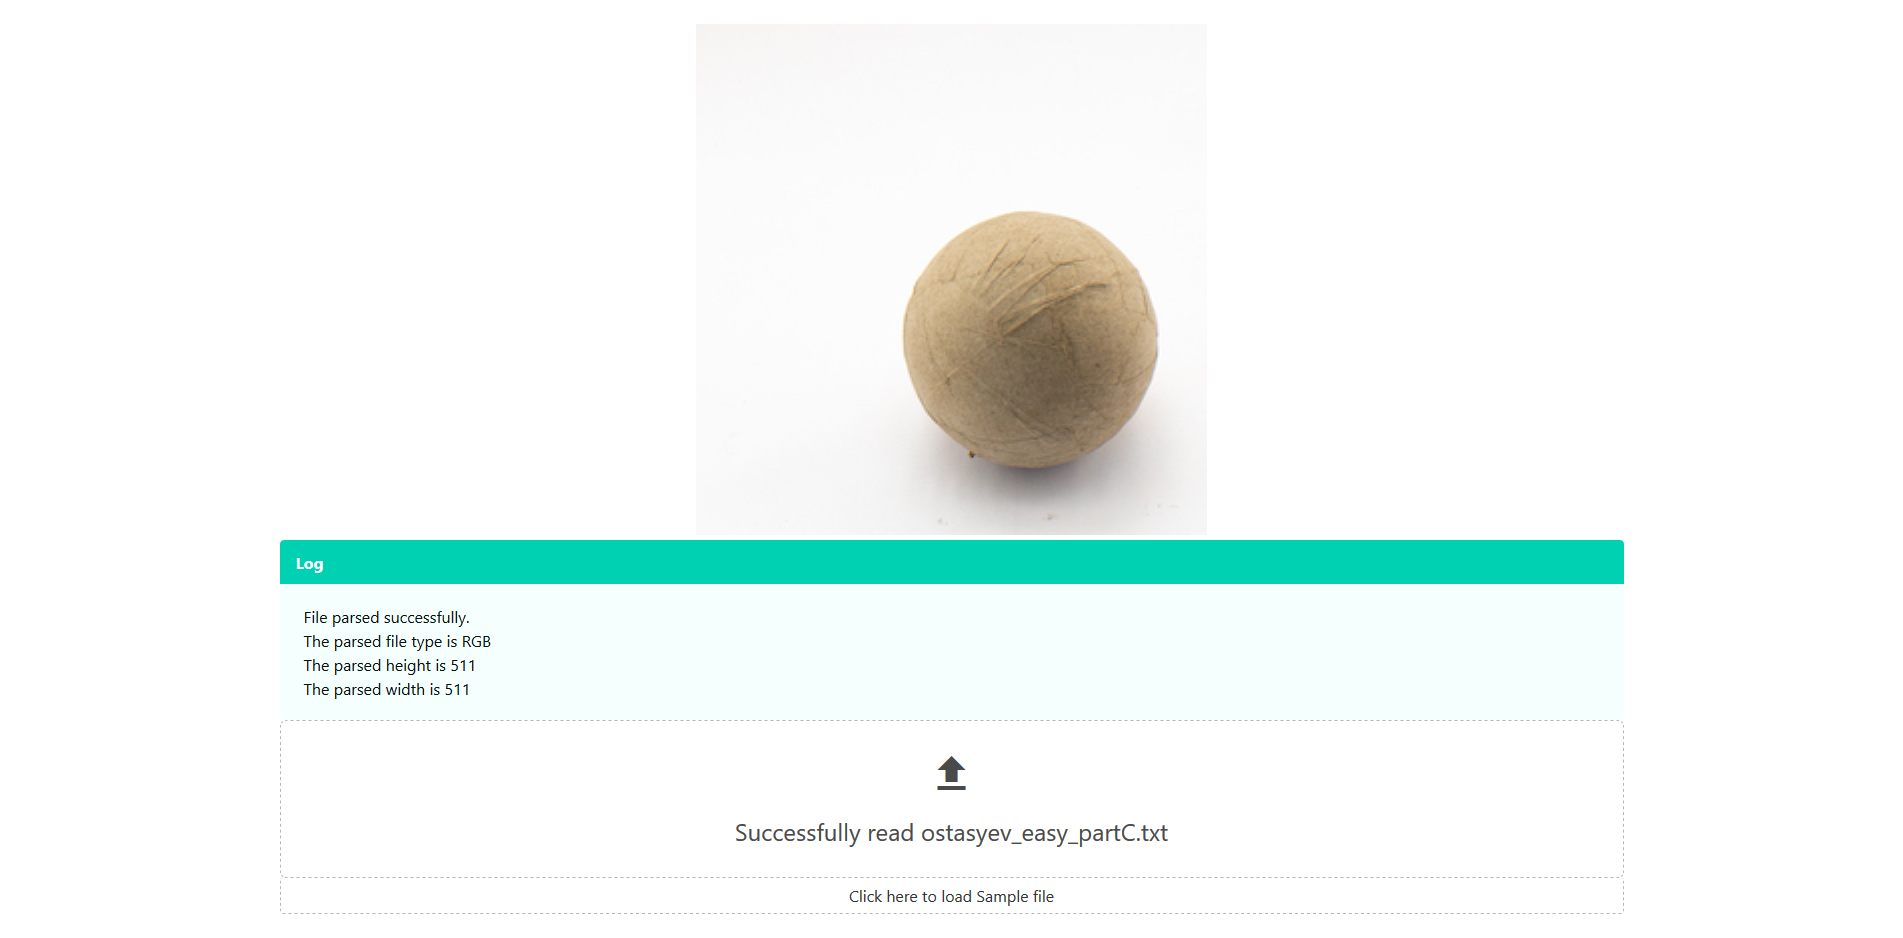 Log
File parsed successfully.
The parsed file type is RGB
The parsed height is 511
The parsed width is 511
Successfully read ostasyev_easy_partC.txt
Click here to load Sample file